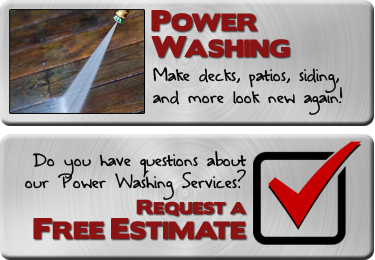 Power
Washing
Make decks, patios, siding,
and more look new again!
Do you have questions about
our Power Washing Services?
Request a
Free Estimate